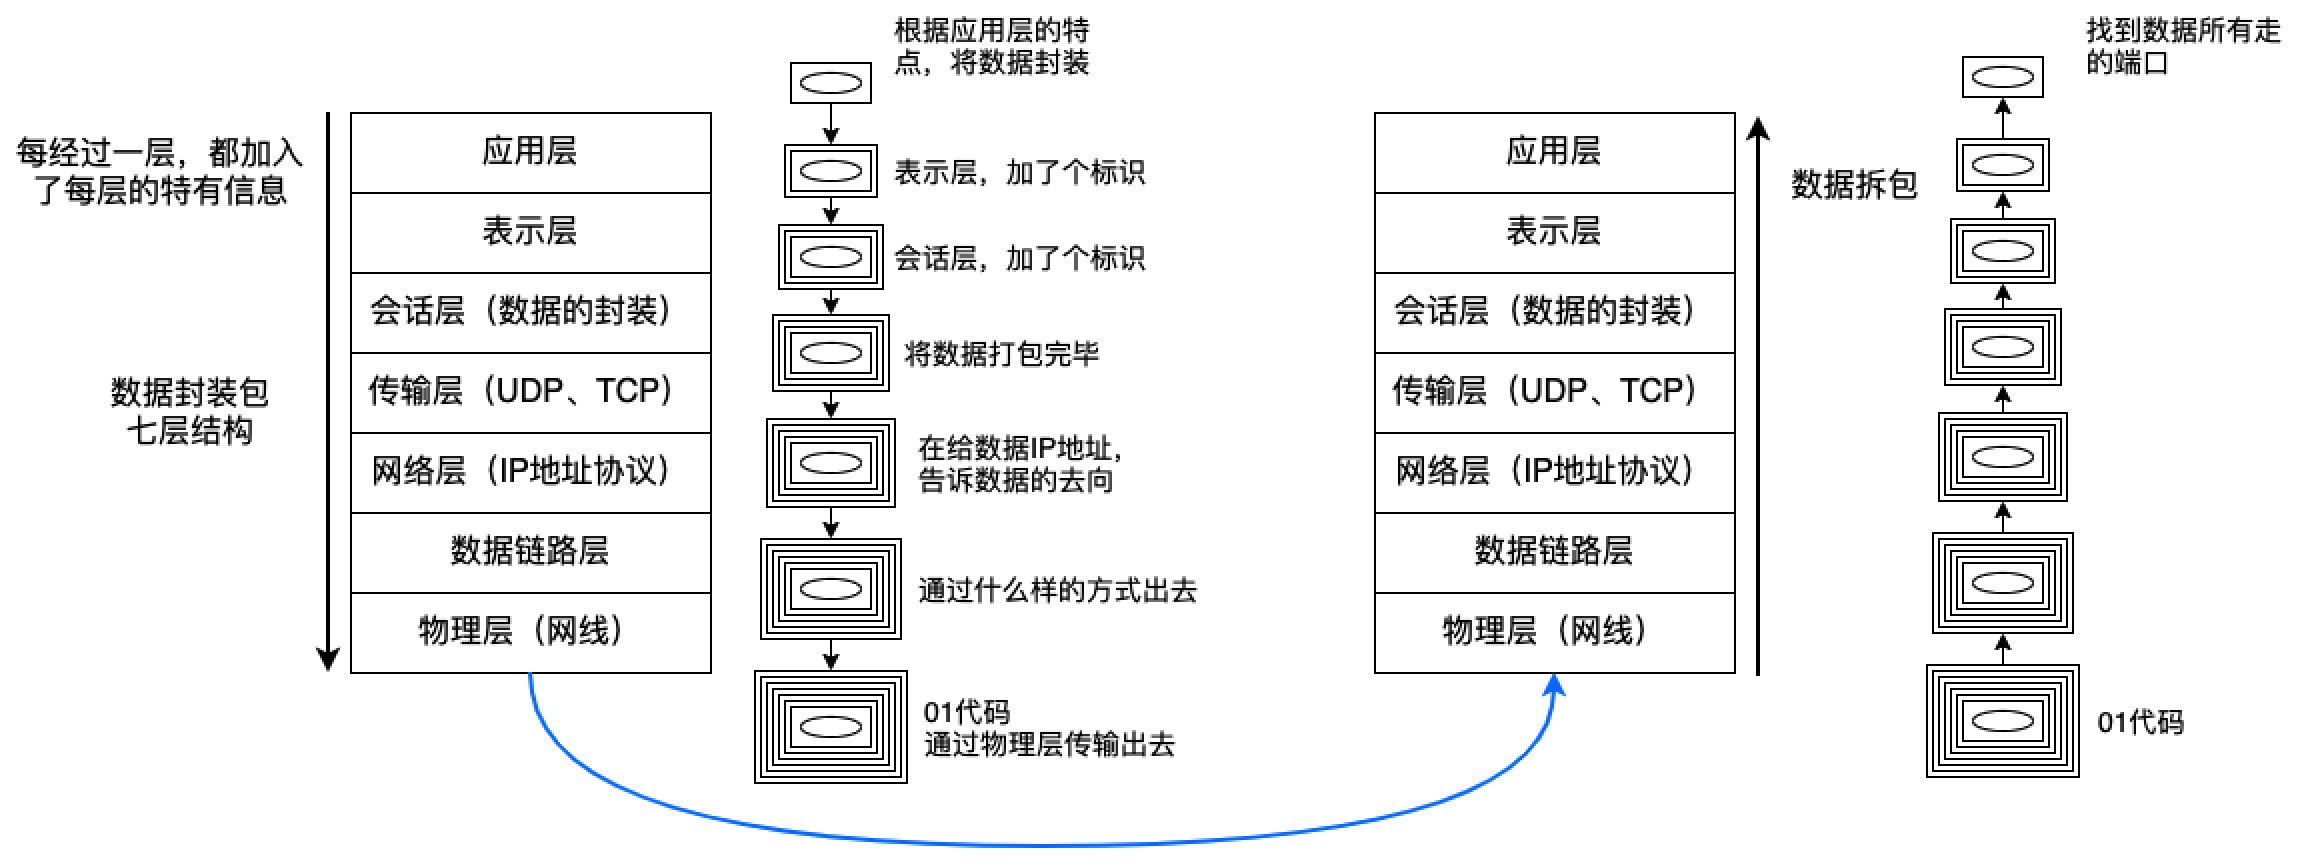 每经过一层，都加入
了每层的特有信息
数据封装包
七层结构
应用层
表示层
会话层（数据的封装）
传输层（UDP、TCP）
网络层（IP地址协议）
数据链路层
物理层（网线）
根据应用层的特
点，将数据封装
表示层，加了个标识
会话层，加了个标识
将数据打包完毕
在给数据IP地址，
告诉数据的去向
通过什么样的方式出去
01代码
通过物理层传输出去
应用层
表示层
会话层（数据的封装）
传输层（UDP、TCP）
网络层（IP地址协议）
数据链路层
物理层（网线）
数据拆包
找到数据所有走
的端口
01代码